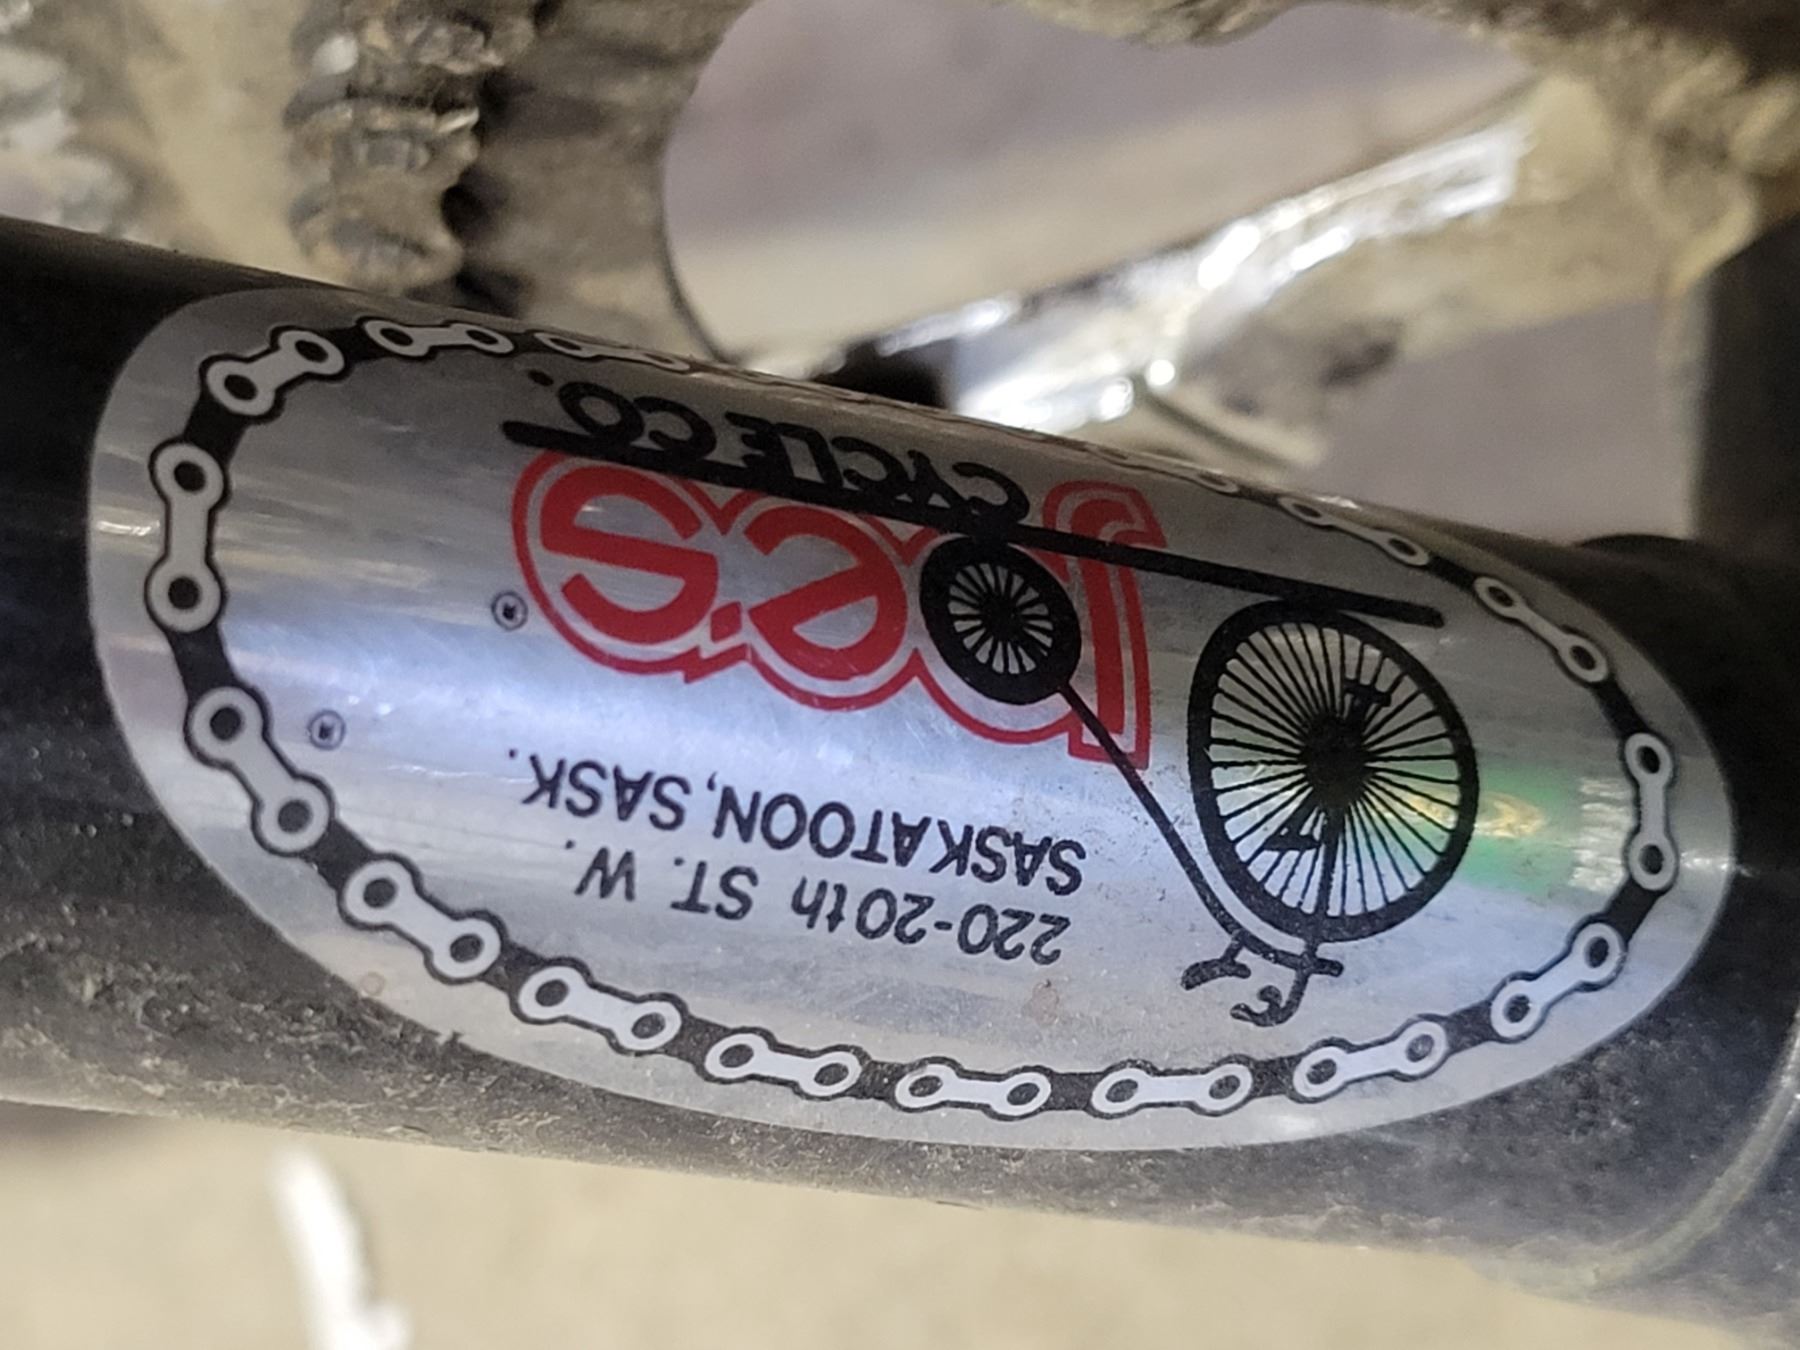 220-20th ST. W.
SASKATOON, SASK.
®
Joe's ®
CYCLE CO.